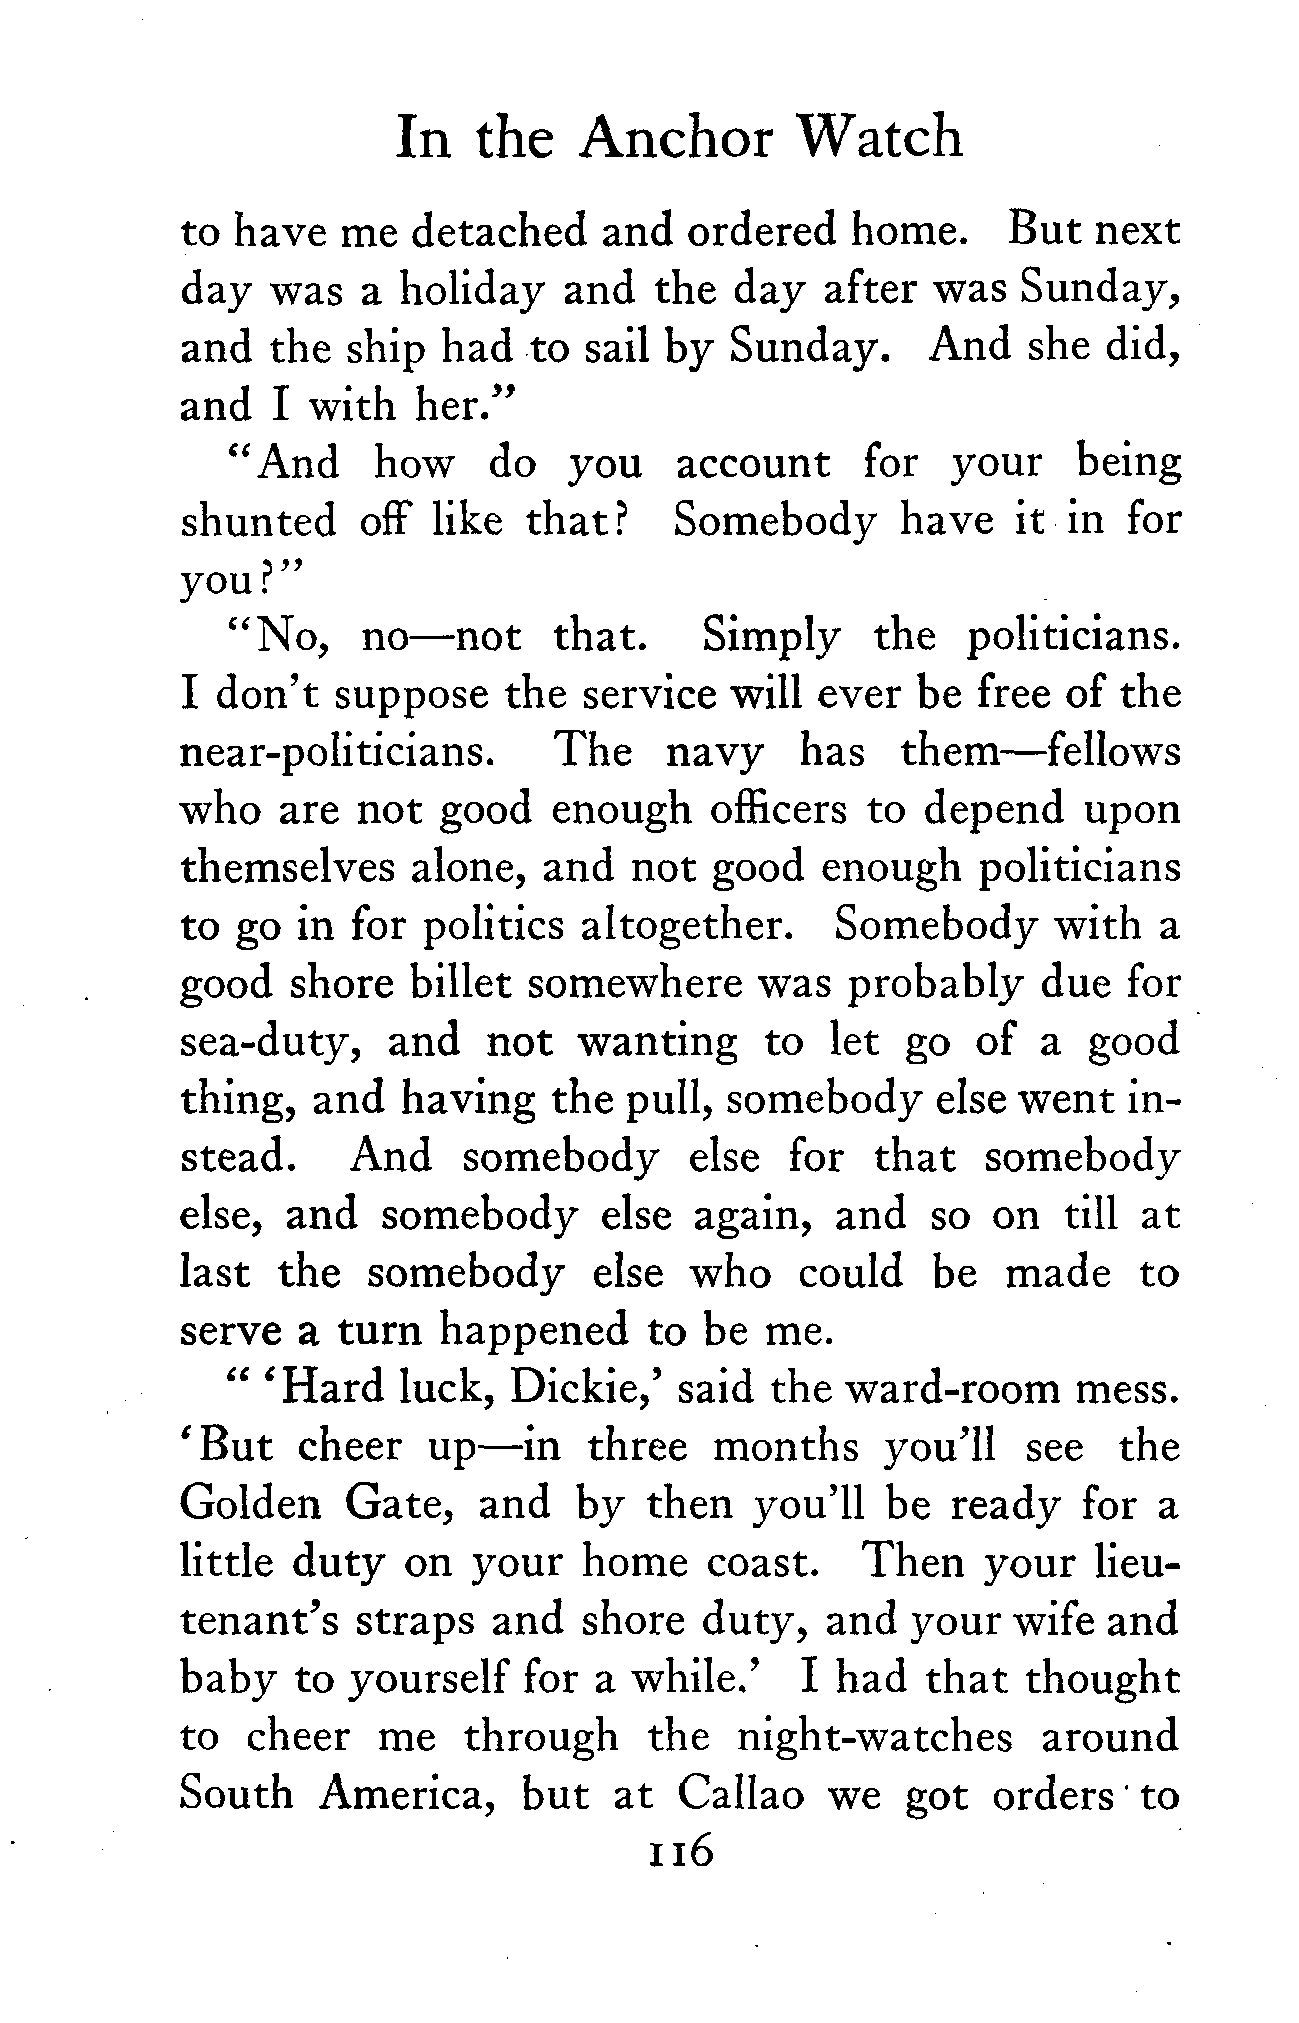 In the Anchor Watch
to have me detached and ordered home. But next
day was a holiday and the day after was Sunday,
and the ship had to sail by Sunday. And she did,
and I with her.”
“And how do you account for your being
shunted off like that? Somebody have it in for
you?”
“No, no—not that. Simply the politicians.
I don’t suppose the service will ever be free of the
near-politicians. The navy has them—fellows
who are not good enough officers to depend upon
themselves alone, and not good enough politicians
to go in for politics altogether. Somebody with a
good shore billet somewhere was probably due for
sea-duty, and not wanting to let go of a good
thing, and having the pull, somebody else went in-
stead. And somebody else for that somebody
else, and somebody else again, and so on till at
last the somebody else who could be made to
serve a turn happened to be me.
“ ‘Hard luck, Dickie,’ said the ward-room mess.
‘But cheer up—in three months you’ll see the
Golden Gate, and by then you’ll be ready for a
little duty on your home coast. Then your lieu-
tenant’s straps and shore duty, and your wife and
baby to yourself for a while.’ I had that thought
to cheer me through the night-watches around
South America, but at Callao we got orders to
116